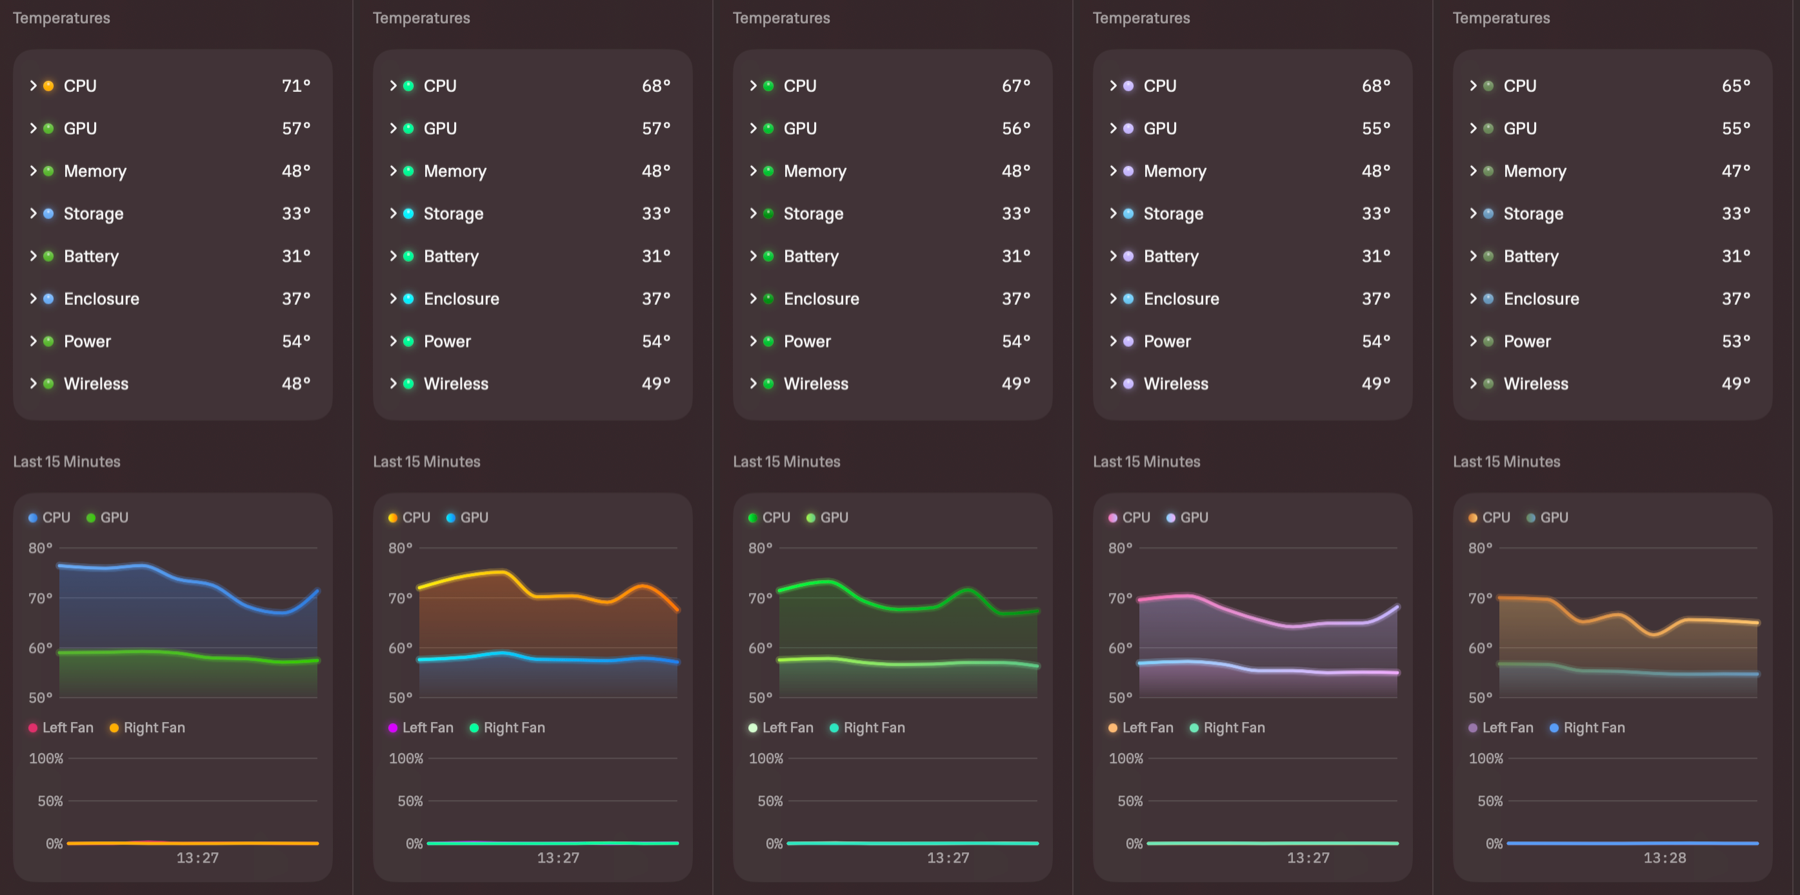 Temperatures
CPU 71°
GPU 57°
Memory 48°
Storage 33°
Battery 31°
Enclosure 37°
Power 54°
Wireless 48°
Last 15 Minutes
CPU GPU
80°
70°
60°
50°
Left Fan Right Fan
100%
50%
0%
13:27
Temperatures
CPU 68°
GPU 57°
Memory 48°
Storage 33°
Battery 31°
Enclosure 37°
Power 54°
Wireless 49°
Last 15 Minutes
CPU GPU
80°
70°
60°
50°
Left Fan Right Fan
100%
50%
0%
13:27
Temperatures
CPU 67°
GPU 56°
Memory 48°
Storage 33°
Battery 31°
Enclosure 37°
Power 54°
Wireless 49°
Last 15 Minutes
CPU GPU
80°
70°
60°
50°
Left Fan Right Fan
100%
50%
0%
13:27
Temperatures
CPU 68°
GPU 55°
Memory 48°
Storage 33°
Battery 31°
Enclosure 37°
Power 54°
Wireless 49°
Last 15 Minutes
CPU GPU
80°
70°
60°
50°
Left Fan Right Fan
100%
50%
0%
13:27
Temperatures
CPU 65°
GPU 55°
Memory 47°
Storage 33°
Battery 31°
Enclosure 37°
Power 53°
Wireless 49°
Last 15 Minutes
CPU GPU
80°
70°
60°
50°
Left Fan Right Fan
100%
50%
0%
13:28